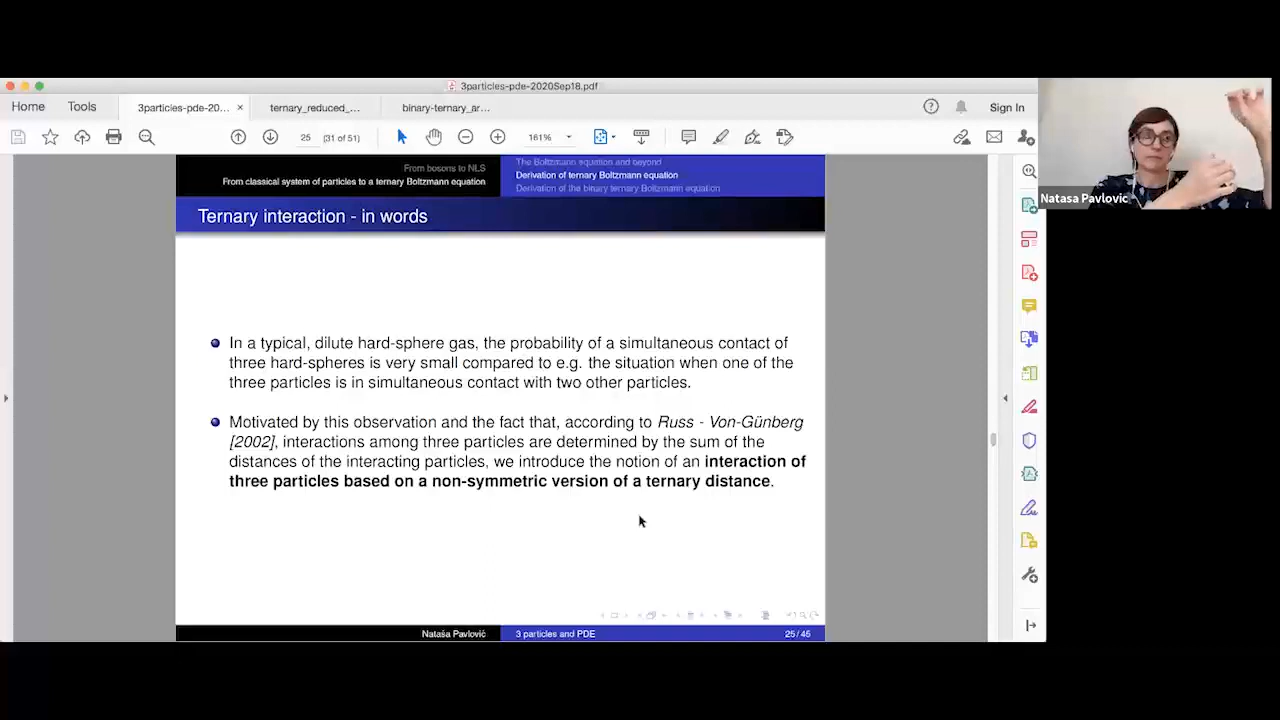 3particles-pde-2020Sep18.pdf
Home Tools 3particles-pde-20... × ternary_reduced_... binary-ternary_ar... Sign In
25 (31 of 51) 161%
From bosons to NLS
From classical system of particles to a ternary Boltzmann equation
The Boltzmann equation and beyond
Derivation of ternary Boltzmann equation
Derivation of the binary ternary Boltzmann equation
Ternary interaction - in words
In a typical, dilute hard-sphere gas, the probability of a simultaneous contact of
three hard-spheres is very small compared to e.g. the situation when one of the
three particles is in simultaneous contact with two other particles.
Motivated by this observation and the fact that, according to Russ - Von-Günberg
[2002], interactions among three particles are determined by the sum of the
distances of the interacting particles, we introduce the notion of an interaction of
three particles based on a non-symmetric version of a ternary distance.
Nataša Pavlović 3 particles and PDE 25 / 45
Natasa Pavlovic